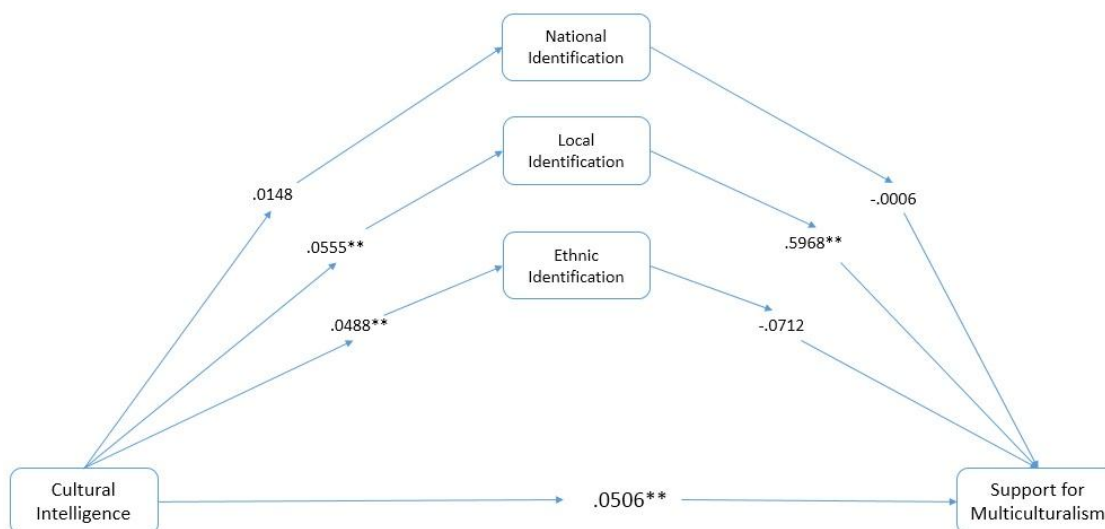 National
Identification
Local
Identification
.0148
-.0006
.0555**
.5968**
Ethnic
Identification
.0488**
-.0712
Cultural
Intelligence
.0506**
Support for
Multiculturalism